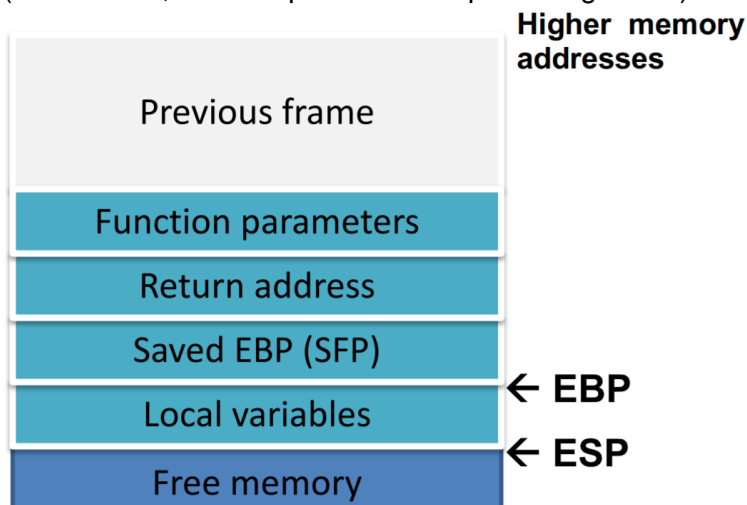 Higher memory
addresses
Previous frame
Function parameters
Return address
Saved EBP (SFP)
← EBP
Local variables
← ESP
Free memory